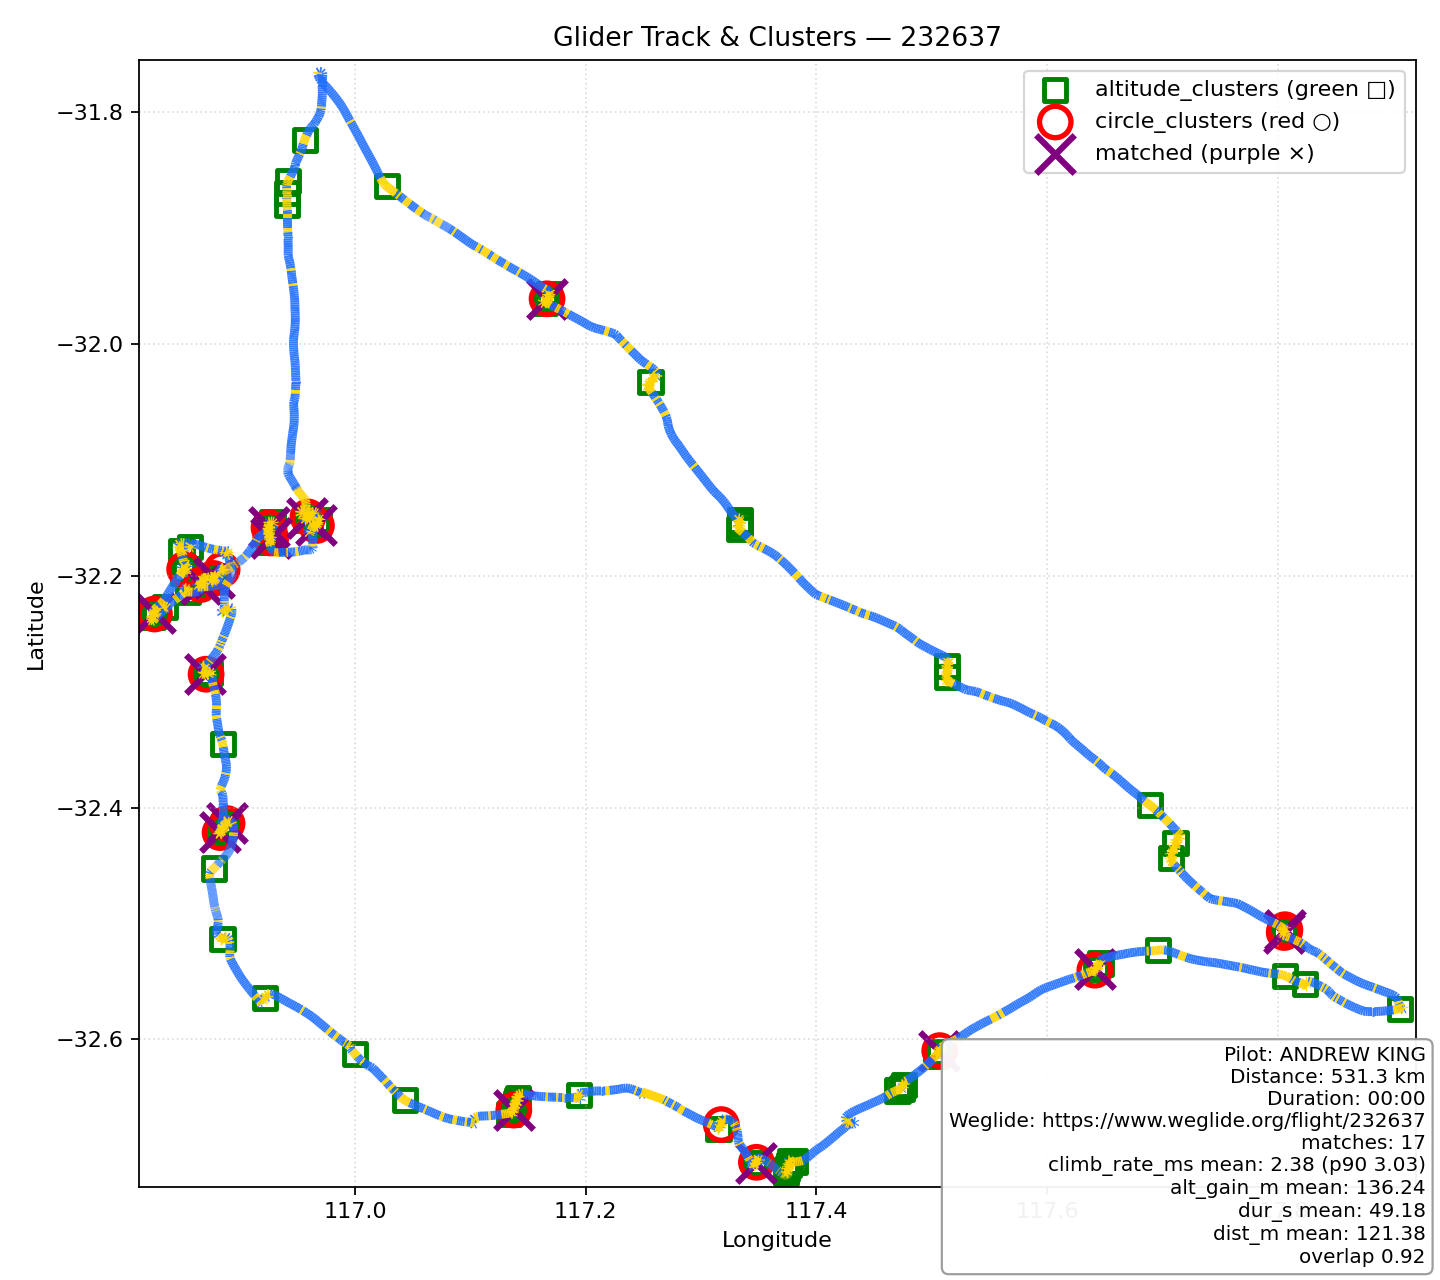 Glider Track & Clusters — 232637
altitude_clusters (green □)
circle_clusters (red ○)
matched (purple ×)
−31.8
−32.0
−32.2
−32.4
−32.6
Latitude
117.0
117.2
117.4
117.6
Longitude
Pilot: ANDREW KING
Distance: 531.3 km
Duration: 00:00
Weglide: https://www.weglide.org/flight/232637
matches: 17
climb_rate_ms mean: 2.38 (p90 3.03)
alt_gain_m mean: 136.24
dur_s mean: 49.18
dist_m mean: 121.38
overlap 0.92